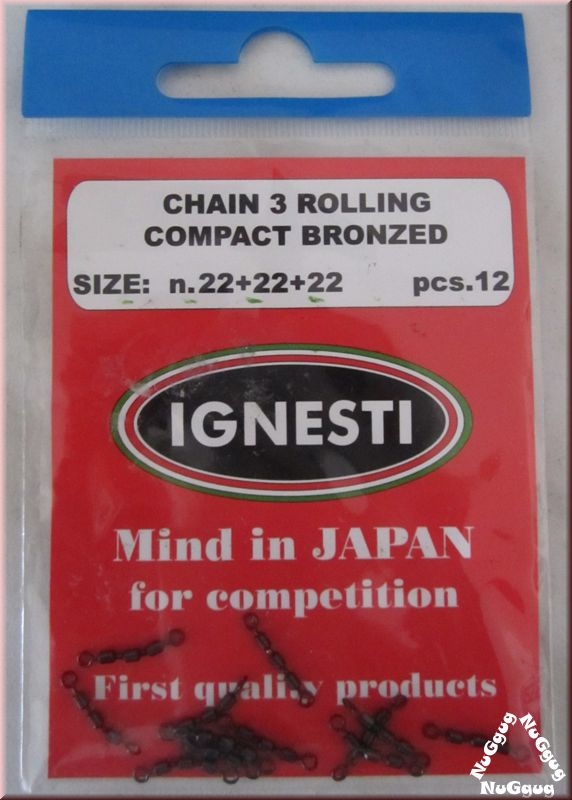 CHAIN 3 ROLLING
COMPACT BRONZED
SIZE: n.22+22+22 pcs.12
IGNESTI
Mind in JAPAN
for competition
First quality products
NuGgug NuGgug
NuGgug